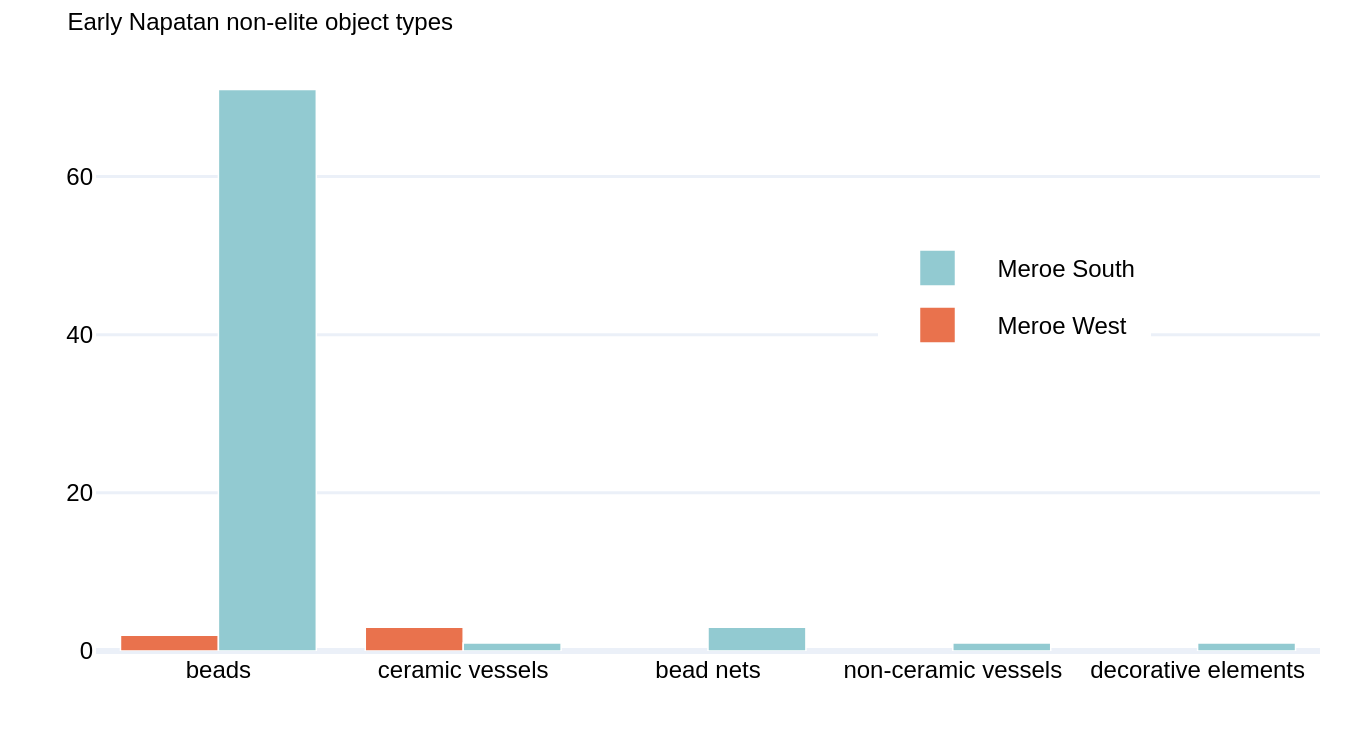 Early Napatan non-elite object types
60
40
20
0
Meroe South
Meroe West
beads ceramic vessels bead nets non-ceramic vessels decorative elements